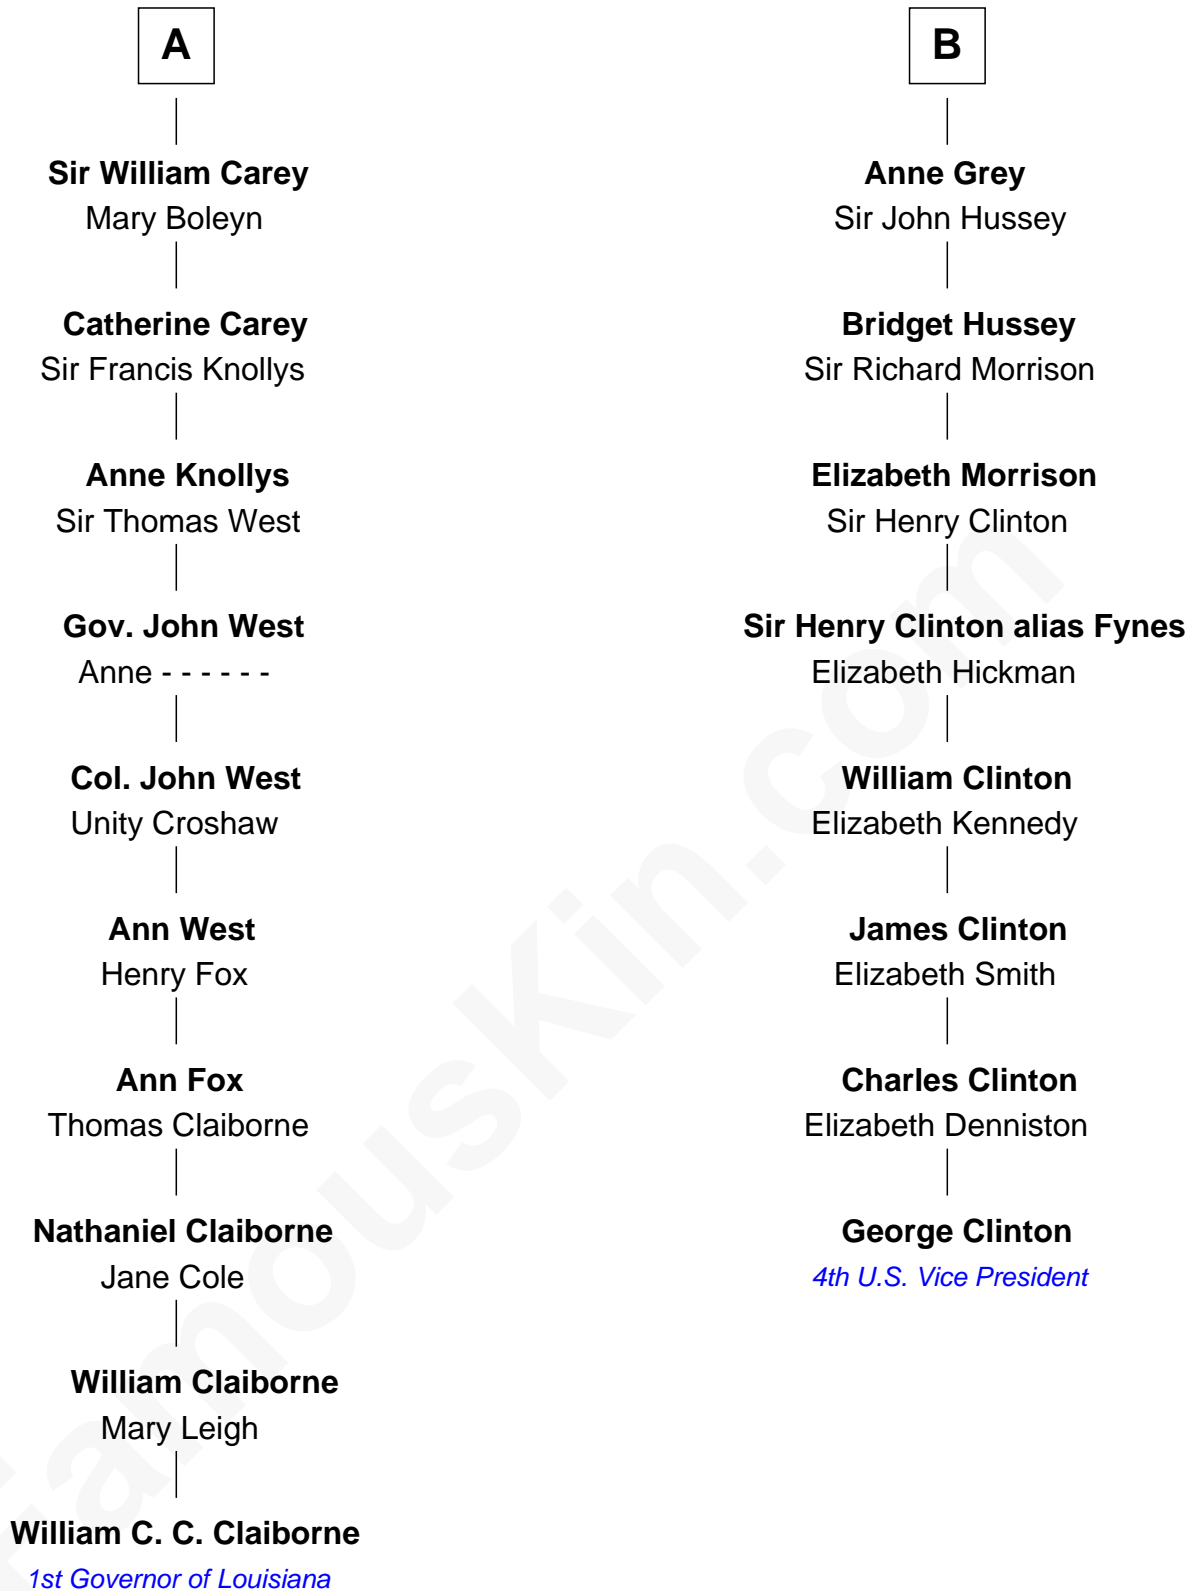 A
Sir William Carey
Mary Boleyn
Catherine Carey
Sir Francis Knollys
Anne Knollys
Sir Thomas West
Gov. John West
Anne - - - - - -
Col. John West
Unity Croshaw
Ann West
Henry Fox
Ann Fox
Thomas Claiborne
Nathaniel Claiborne
Jane Cole
William Claiborne
Mary Leigh
William C. C. Claiborne
1st Governor of Louisiana
B
Anne Grey
Sir John Hussey
Bridget Hussey
Sir Richard Morrison
Elizabeth Morrison
Sir Henry Clinton
Sir Henry Clinton alias Fynes
Elizabeth Hickman
William Clinton
Elizabeth Kennedy
James Clinton
Elizabeth Smith
Charles Clinton
Elizabeth Denniston
George Clinton
4th U.S. Vice President
FamousKin.com